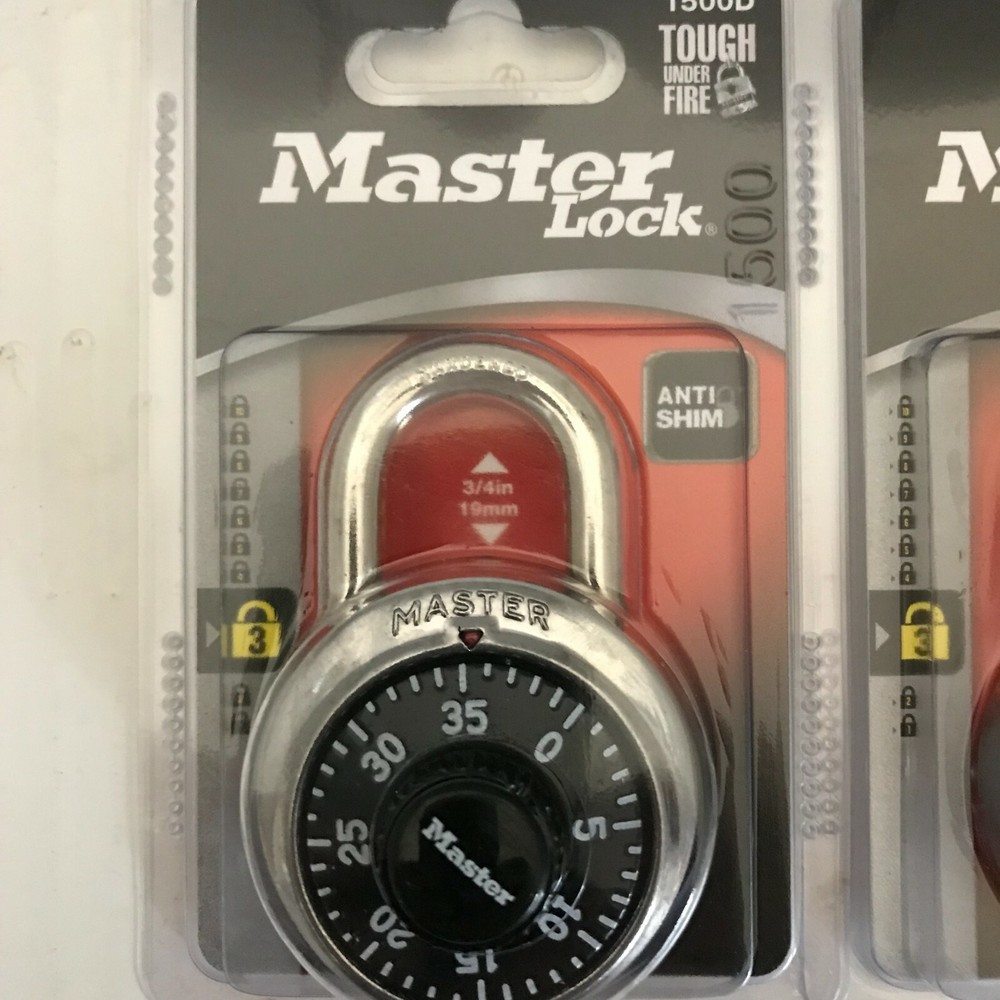 1500D
TOUGH
UNDER
FIRE
Master
Lock®
1500
M
ANTI
SHIM
HARDENED
3/4in
19mm
MASTER
3
3
35
0
5
10
15
20
25
30
Master